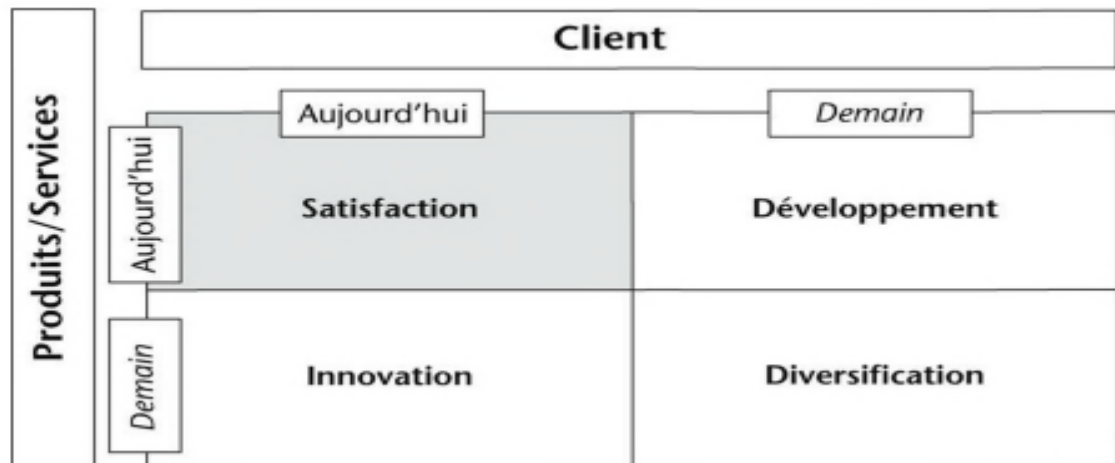 Client
Produits/Services
Aujourd'hui
Demain
Aujourd'hui
Satisfaction
Développement
Demain
Innovation
Diversification